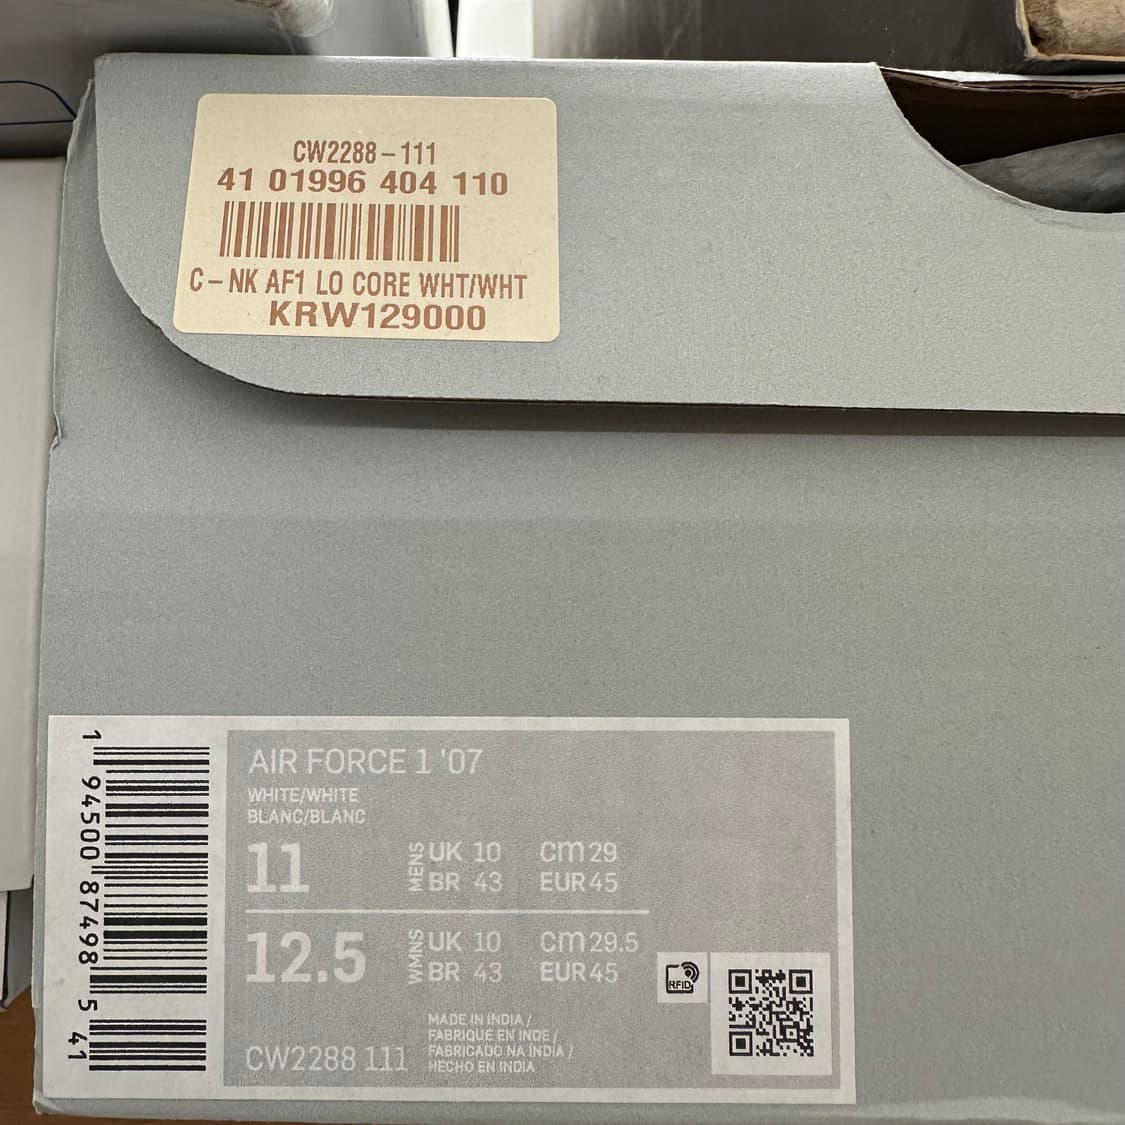 CW2288-111
41 01996 404 110
C-NK AF1 LO CORE WHT/WHT
KRW129000
AIR FORCE 1 '07
WHITE/WHITE
BLANC/BLANC
11 MENS UK 10 CM 29
BR 43 EUR 45
12.5 WMNS UK 10 CM 29.5
BR 43 EUR 45
RFID
MADE IN INDIA /
FABRIQUE EN INDE /
FABRICADO NA ÍNDIA /
HECHO EN INDIA
CW2288 111
1 94500 87498 5 41